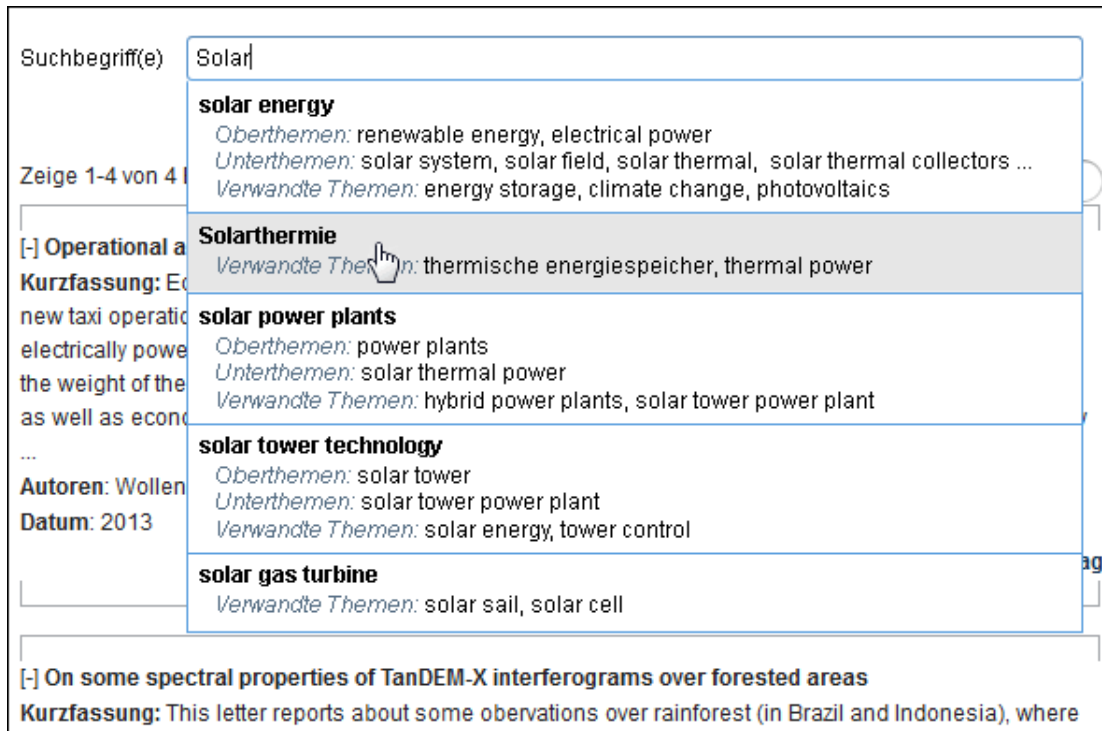 Suchbegriff(e) Solar
solar energy
Oberthemen: renewable energy, electrical power
Unterthemen: solar system, solar field, solar thermal, solar thermal collectors ...
Zeige 1-4 von 4
Verwandte Themen: energy storage, climate change, photovoltaics
Solarthermie
[-] Operational a
Verwandte Themen: thermische energiespeicher, thermal power
Kurzfassung: Ec
new taxi operatic
solar power plants
electrically powe
Oberthemen: power plants
Unterthemen: solar thermal power
the weight of the
Verwandte Themen: hybrid power plants, solar tower power plant
as well as econo
solar tower technology
...
Oberthemen: solar tower
Autoren: Wollen
Unterthemen: solar tower power plant
Datum: 2013
Verwandte Themen: solar energy, tower control
solar gas turbine
Verwandte Themen: solar sail, solar cell
[-] On some spectral properties of TanDEM-X interferograms over forested areas
Kurzfassung: This letter reports about some obervations over rainforest (in Brazil and Indonesia), where